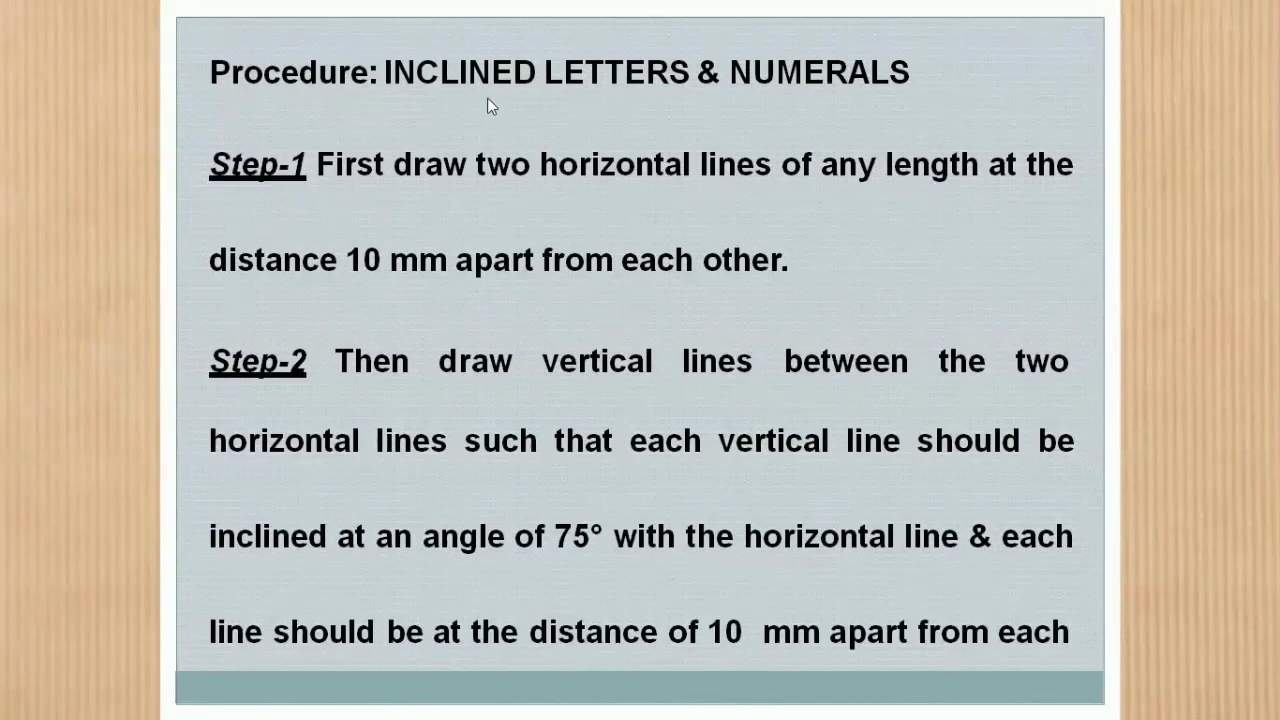 Procedure: INCLINED LETTERS & NUMERALS
Step-1 First draw two horizontal lines of any length at the
distance 10 mm apart from each other.
Step-2 Then draw vertical lines between the two
horizontal lines such that each vertical line should be
inclined at an angle of 75° with the horizontal line & each
line should be at the distance of 10 mm apart from each